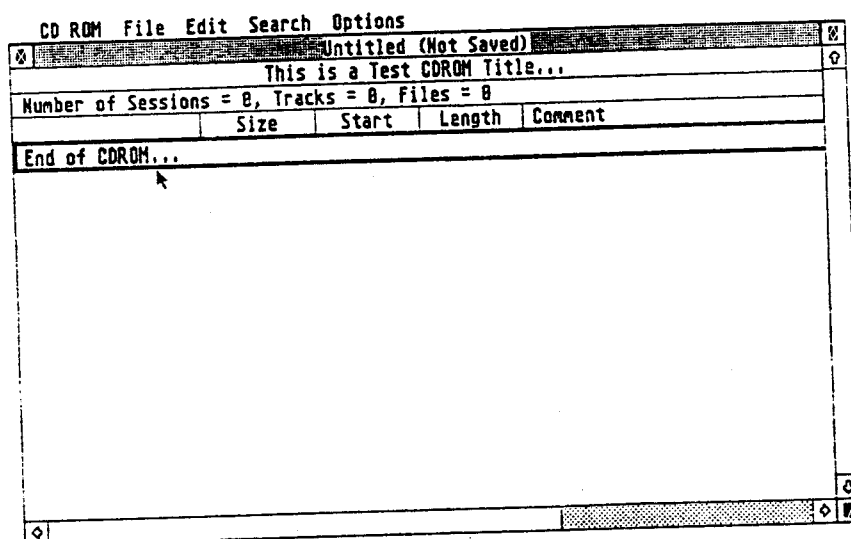 CD ROM File Edit Search Options
Untitled (Not Saved)
This is a Test CDROM Title...
Number of Sessions = 0, Tracks = 0, Files = 0
Size Start Length Comment
End of CDROM...